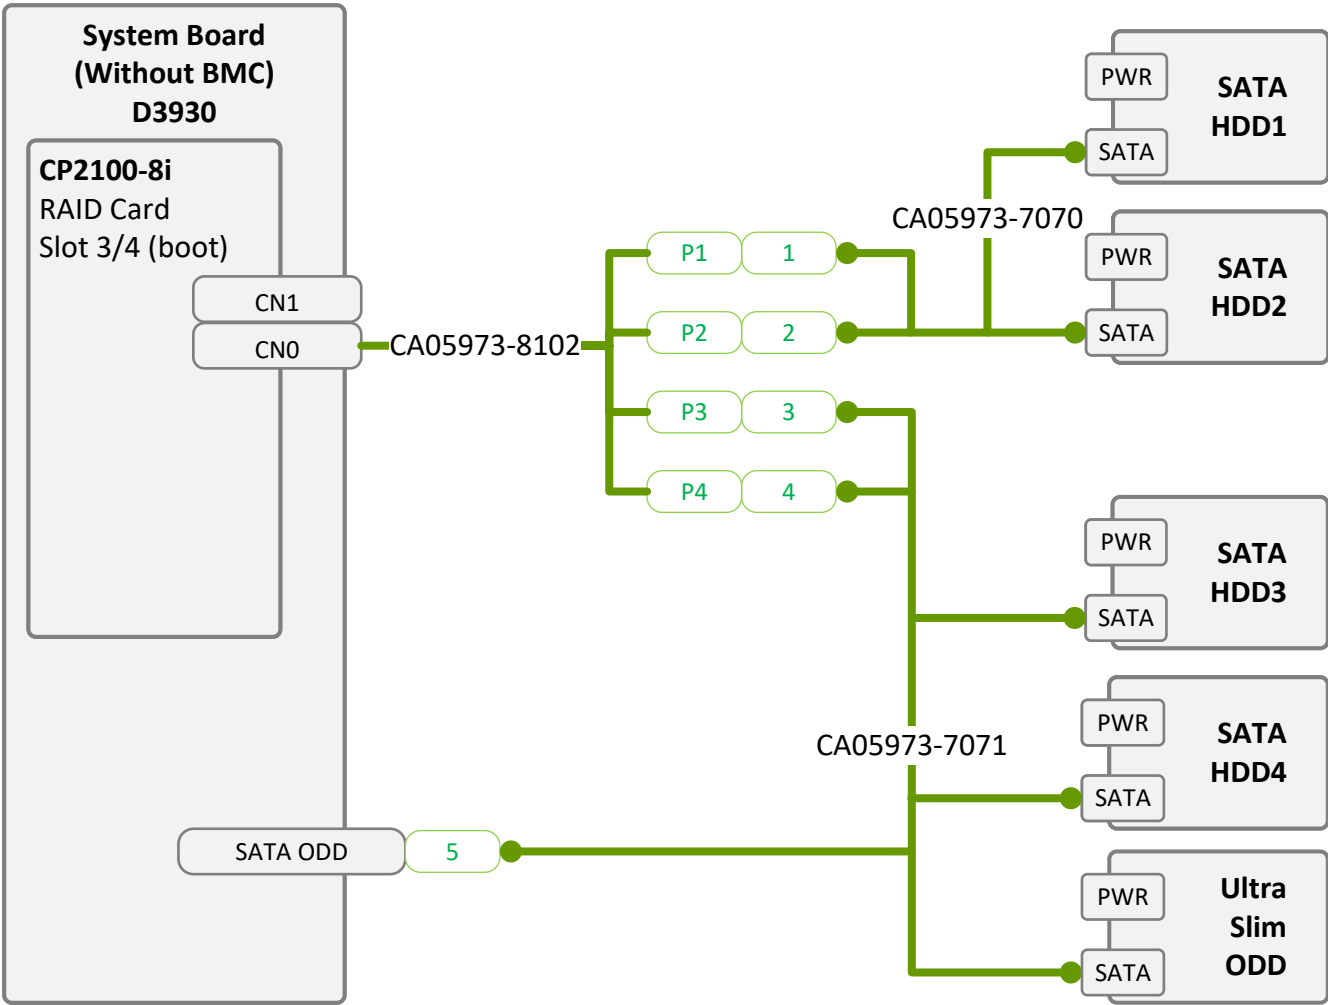 System Board
(Without BMC)
D3930
CP2100-8i
RAID Card
Slot 3/4 (boot)
CN1
CN0
CA05973-8102
P1 1
P2 2
P3 3
P4 4
CA05973-7070
PWR
SATA
HDD1
SATA
PWR
SATA
HDD2
SATA
PWR
SATA
HDD3
SATA
CA05973-7071
PWR
SATA
HDD4
SATA
SATA ODD 5
PWR
Ultra
Slim
ODD
SATA